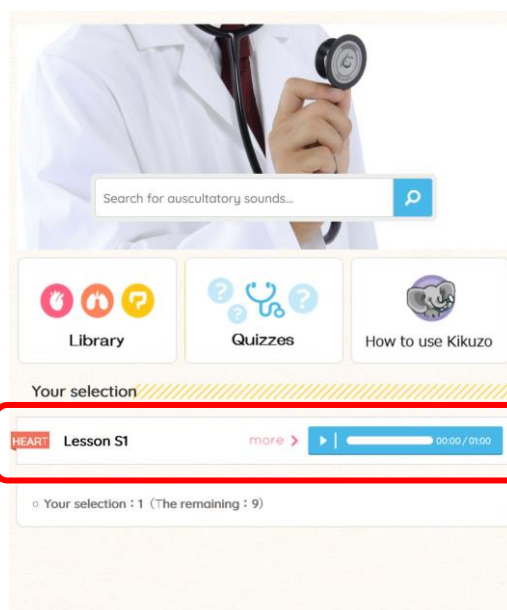 Search for auscultatory sounds...
Library
Quizzes
How to use Kikuzo
Your selection
HEART Lesson S1 more 00:00 / 01:00
Your selection：1（The remaining：9）